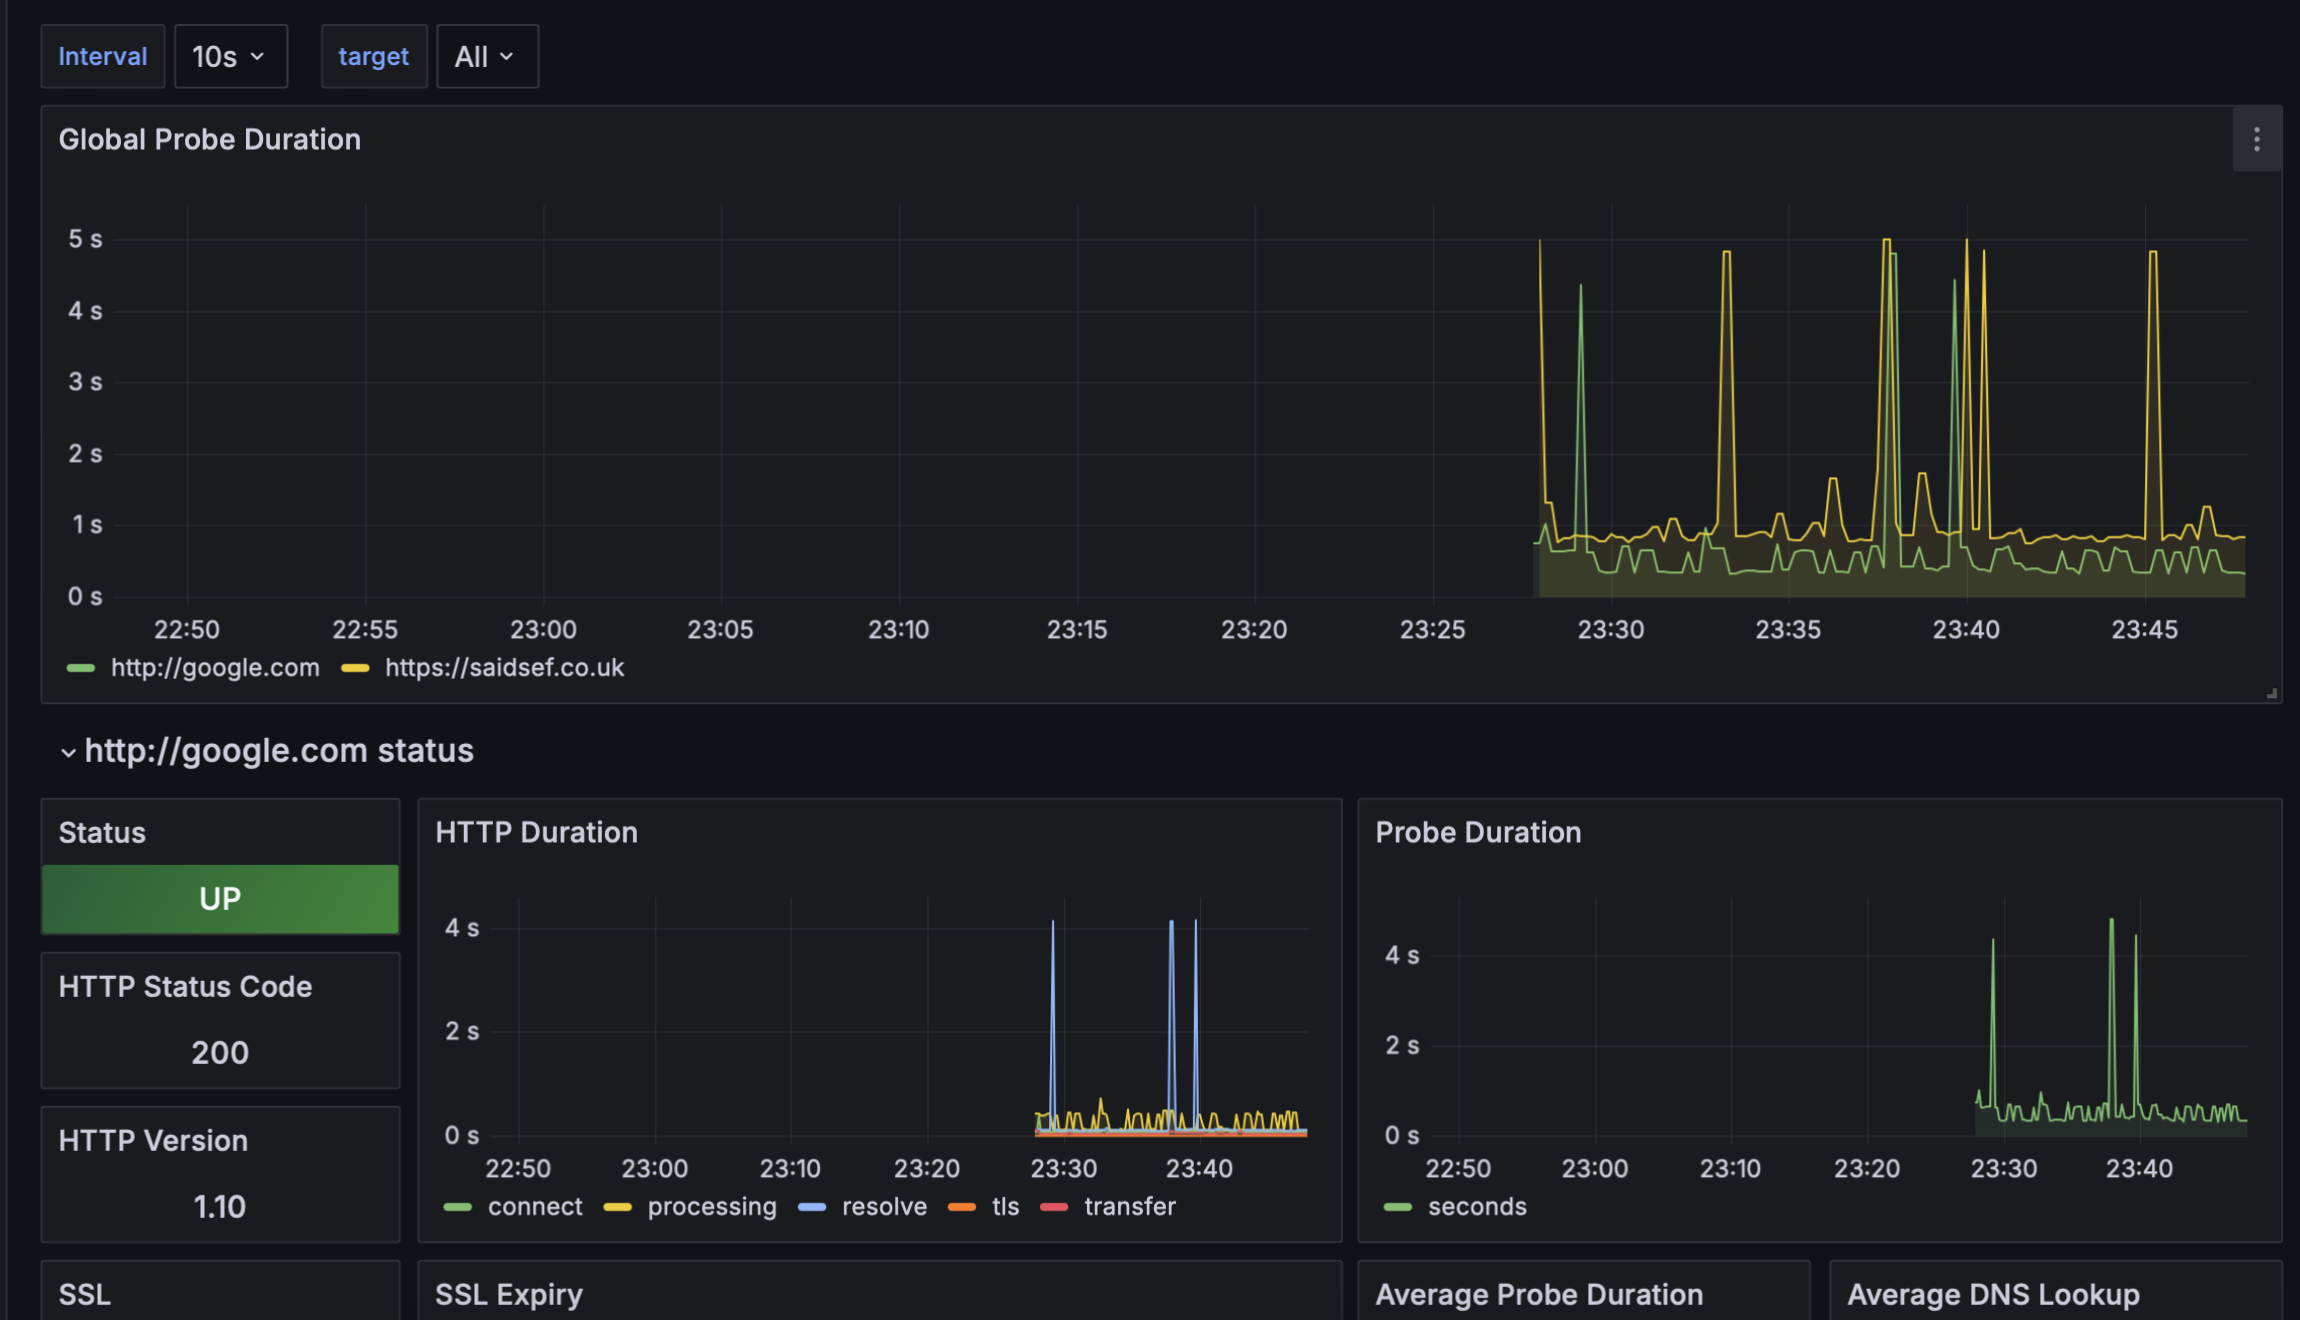 Interval 10s target All
Global Probe Duration
5 s
4 s
3 s
2 s
1 s
0 s
22:50 22:55 23:00 23:05 23:10 23:15 23:20 23:25 23:30 23:35 23:40 23:45
http://google.com https://saidsef.co.uk
http://google.com status
Status
UP
HTTP Status Code
200
HTTP Version
1.10
HTTP Duration
4 s
2 s
0 s
22:50 23:00 23:10 23:20 23:30 23:40
connect processing resolve tls transfer
Probe Duration
4 s
2 s
0 s
22:50 23:00 23:10 23:20 23:30 23:40
seconds
SSL
SSL Expiry
Average Probe Duration
Average DNS Lookup